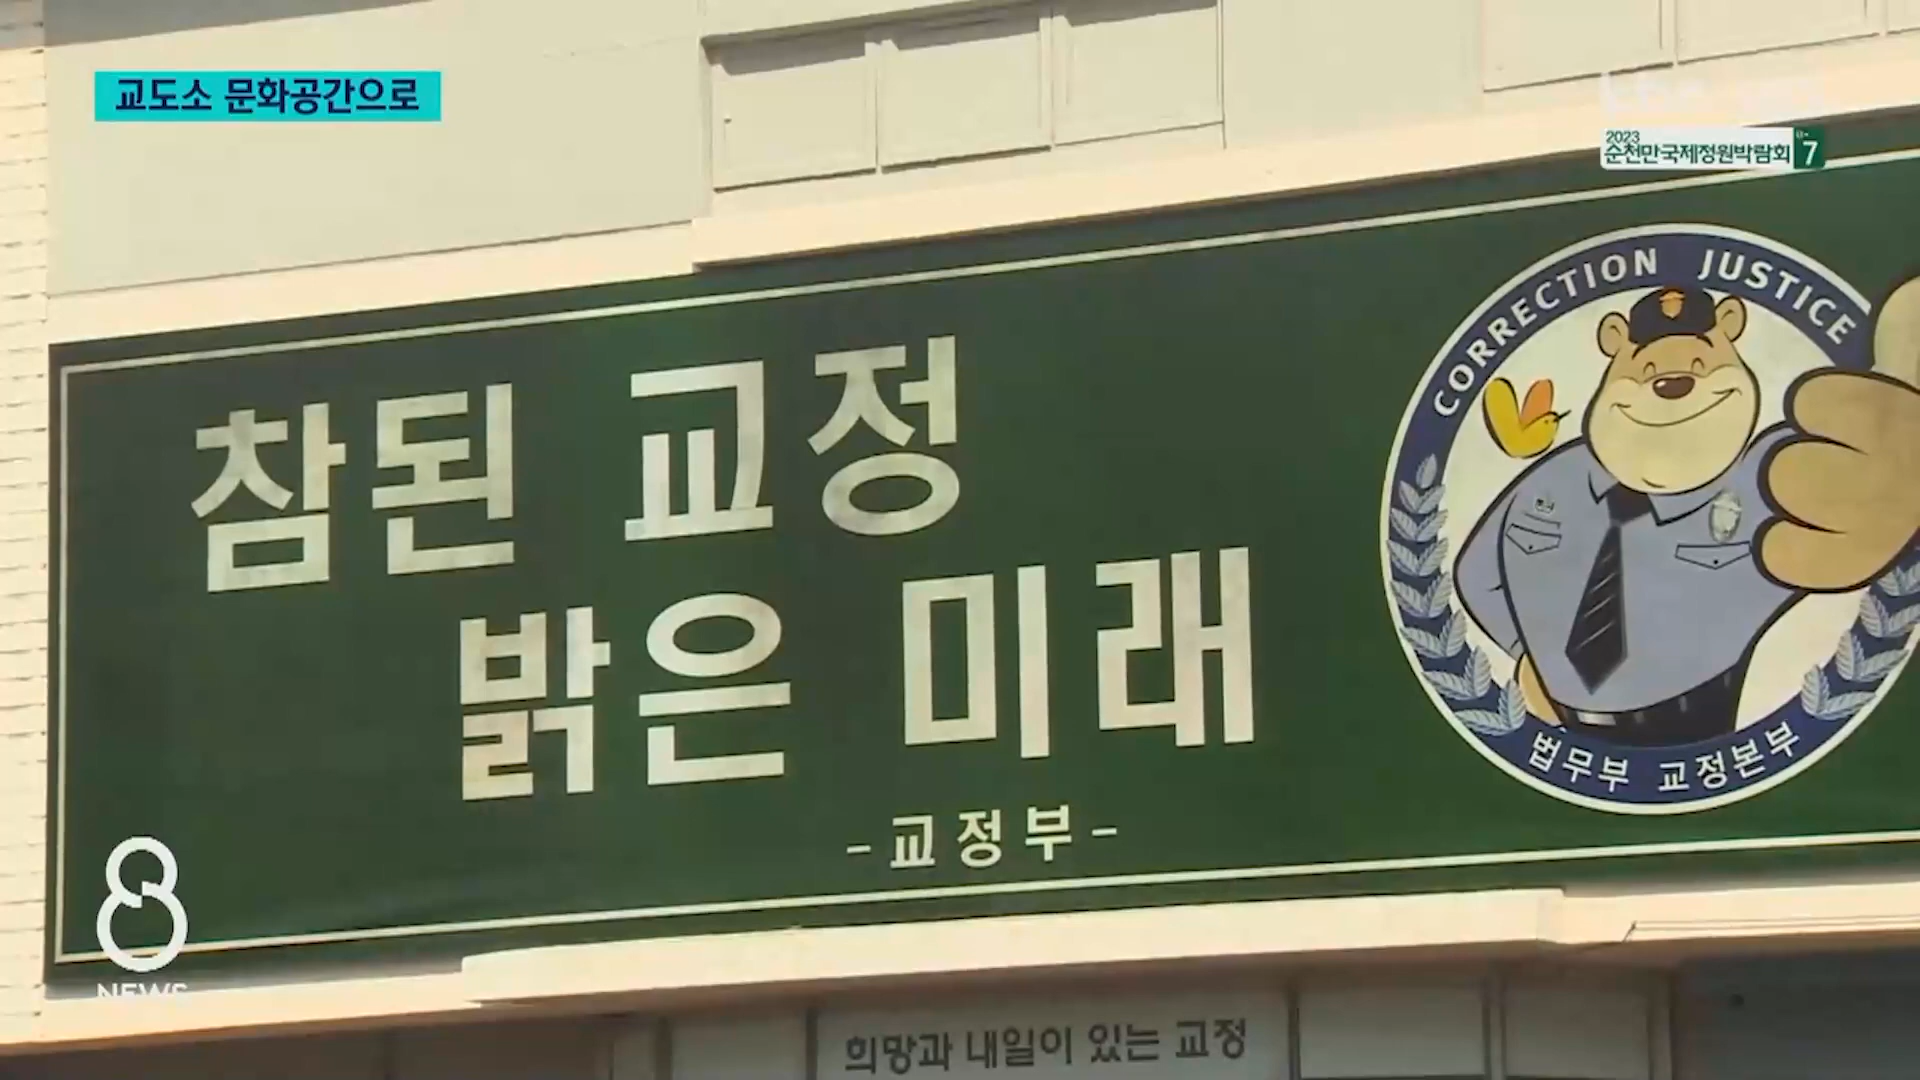 교도소 문화공간으로
2023
순천만국제정원박람회 D-7
CORRECTION JUSTICE
참된 교정
밝은 미래
-교정부-
법무부 교정본부
8
NEWS
희망과 내일이 있는 교정